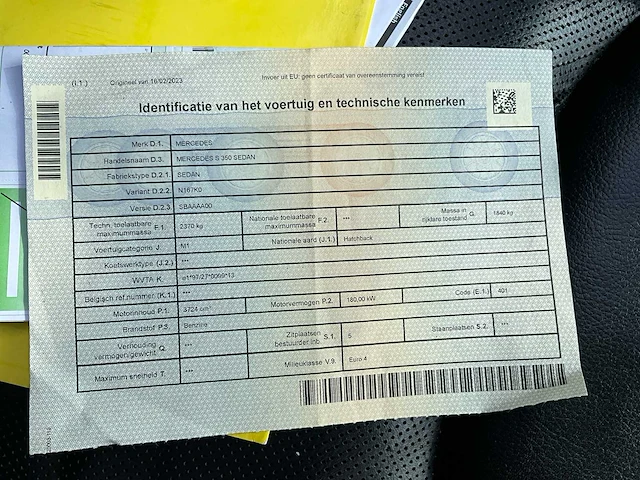 (I.1) Origineel van 16/02/2023 Invoer uit EU: geen certificaat van overeenstemming vereist
Identificatie van het voertuig en technische kenmerken
Merk D.1. MERCEDES
Handelsnaam D.3. MERCEDES S 350 SEDAN
Fabriekstype D.2.1. SEDAN
Variant D.2.2. N167K0
Versie D.2.3. SBAAAA00
Techn. toelaatbare maximummassa F.1. 2370 kg Nationale toelaatbare maximummassa F.2. *** Massa in rijklare toestand G. 1840 kg
Voertuigcategorie J. M1 Nationale aard (J.1.) Hatchback
Koetswerktype (J.2.) ***
WVTA K. e1*97/27*0099*13
Belgisch ref.nummer (K.1.) ***
Motorinhoud P.1. 3724 cm³ Motorvermogen P.2. 180,00 kW Code (E.1.) 401
Brandstof P.3. Benzine
Verhouding vermogen/gewicht Q. *** Zitplaatsen bestuurder inb. S.1. 5 Staanplaatsen S.2. ***
Maximum snelheid T. *** Milieuklasse V.9. Euro 4